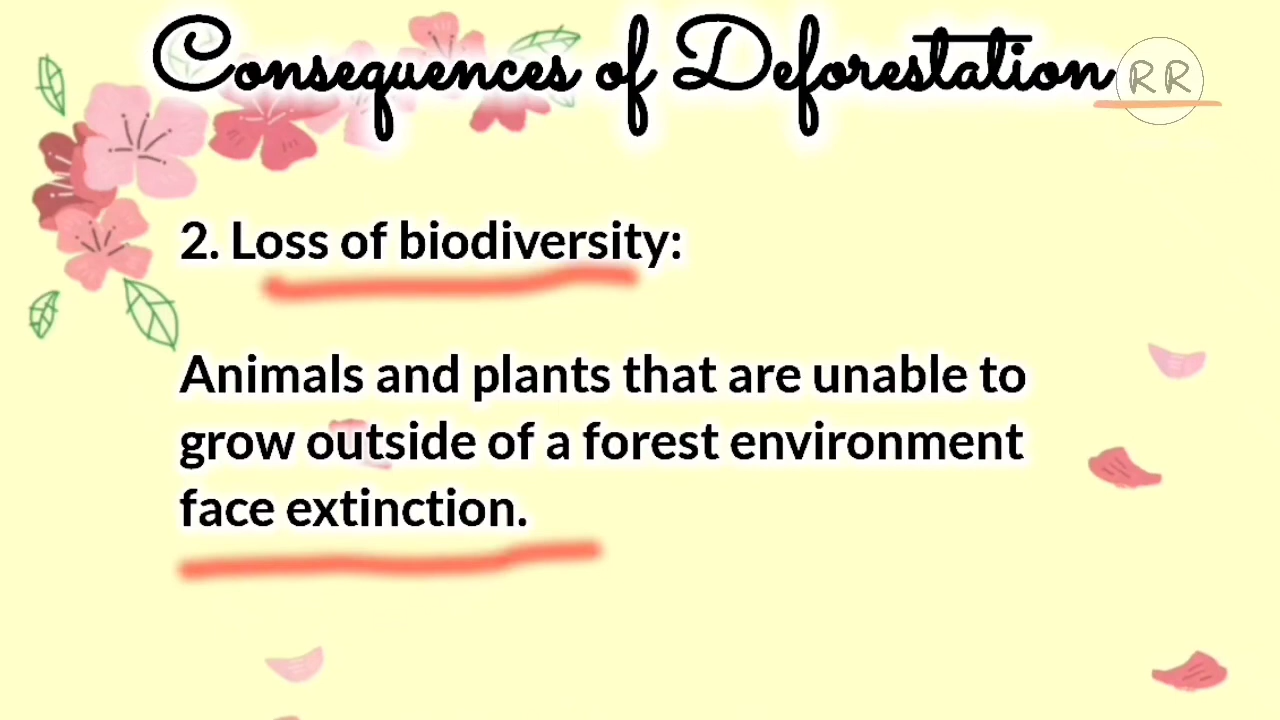 Consequences of Deforestation
RR
2. Loss of biodiversity:
Animals and plants that are unable to
grow outside of a forest environment
face extinction.